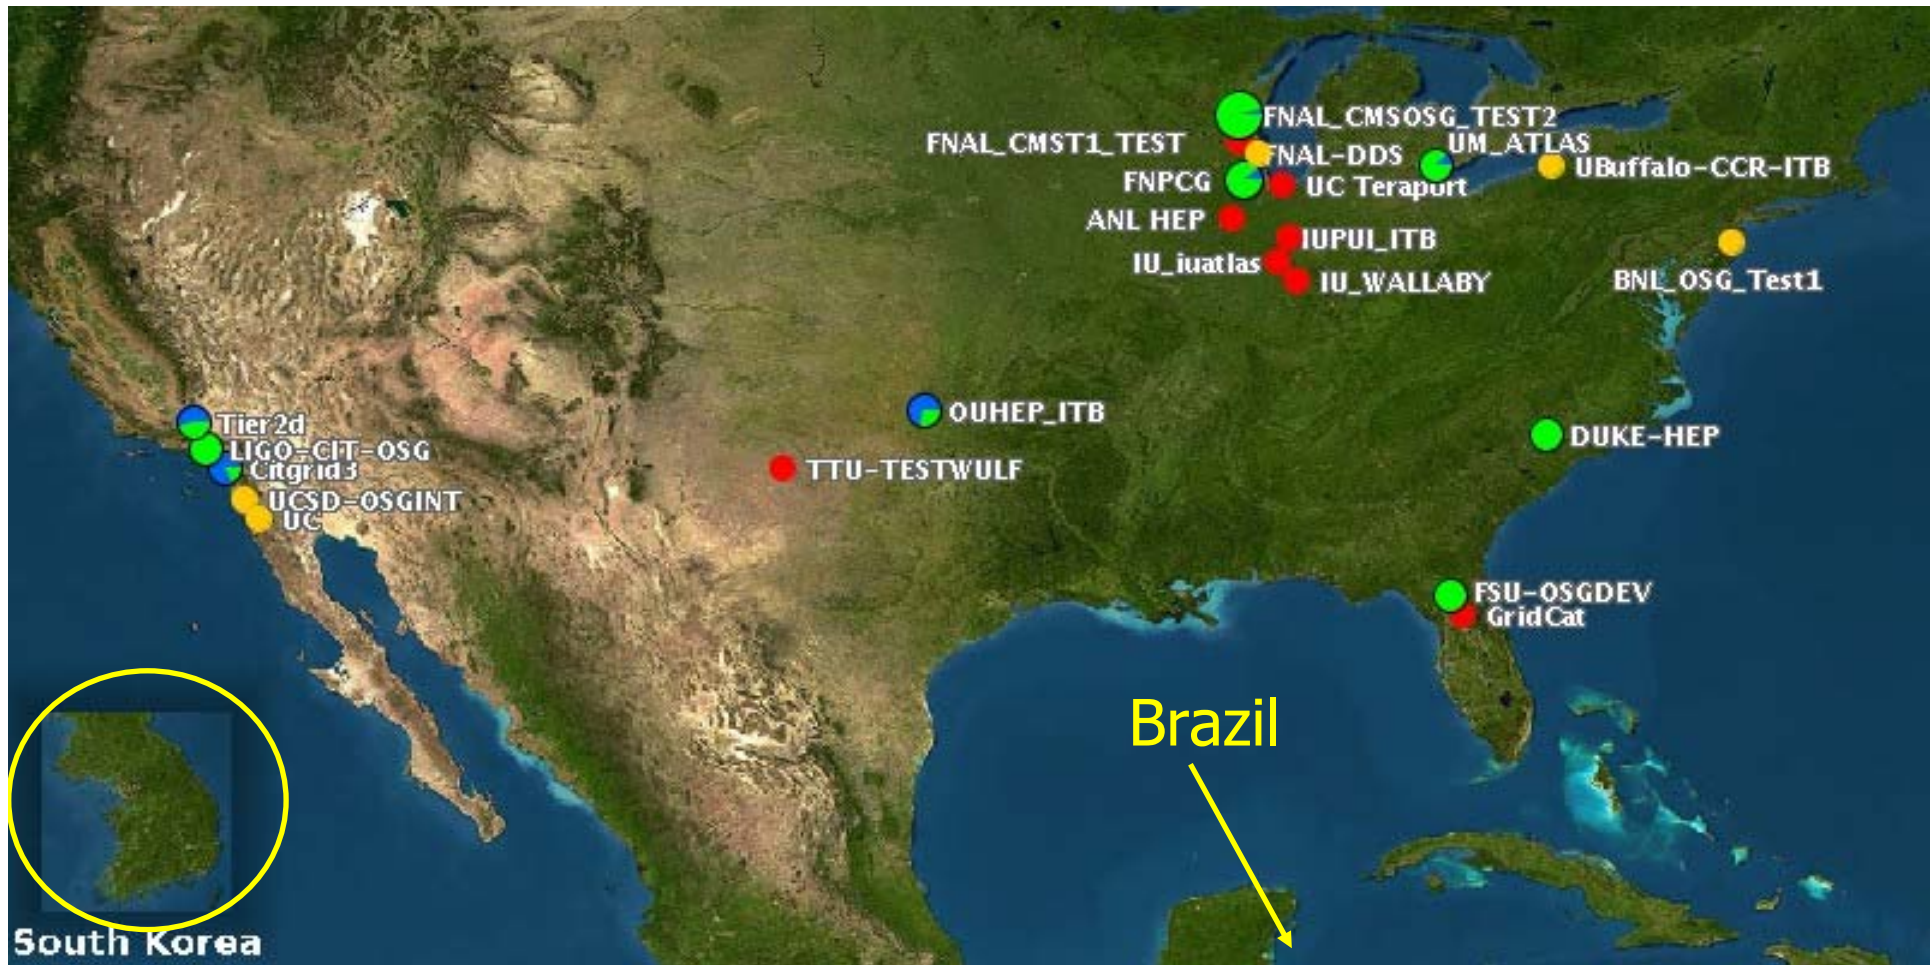 FNAL_CMSOSG_TEST2
FNAL_CMST1_TEST
UM_ATLAS
FNAL-DDS
UBuffalo-CCR-ITB
FNPCG
UC Teraport
ANL HEP
IUPUI_ITB
IU_iuatlas
IU_WALLABY
BNL_OSG_Test1
Tier2d
OUHEP_ITB
DUKE-HEP
LIGO-CIT-OSG
Citgrid3
TTU-TESTWULF
UCSD-OSGINT
UC
FSU-OSGDEV
GridCat
Brazil
South Korea